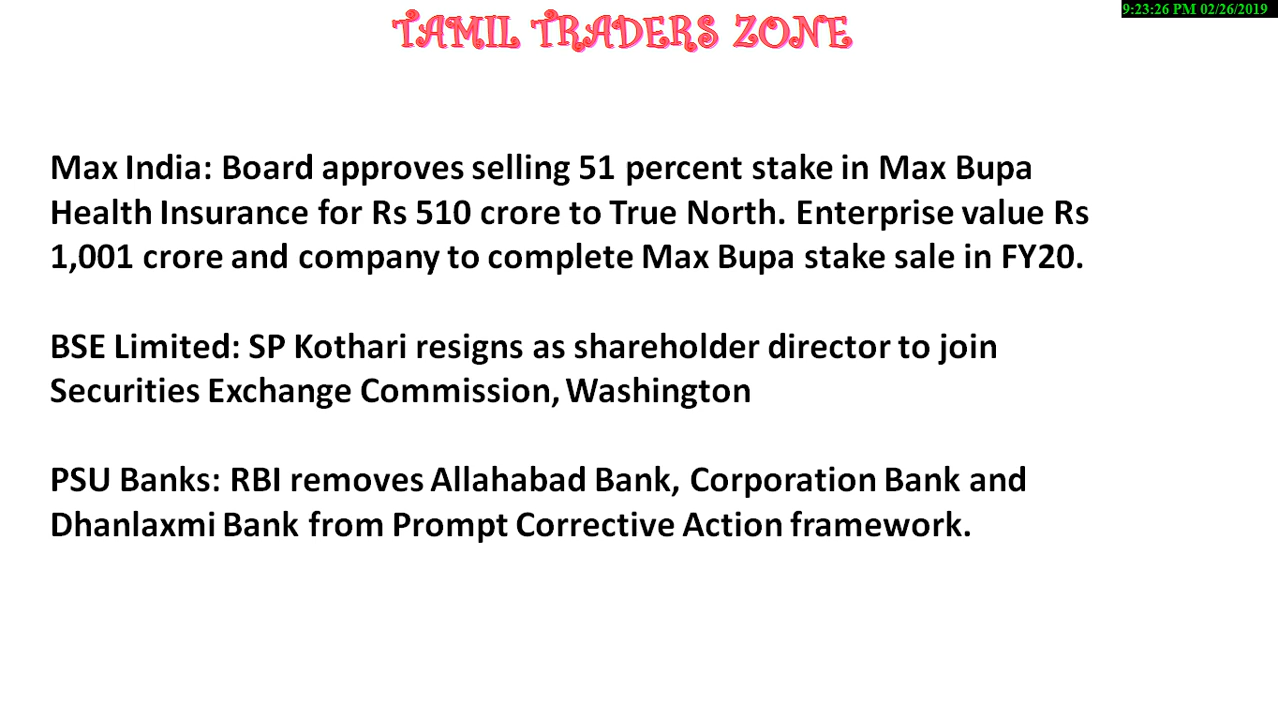 9:23:26 PM 02/26/2019
TAMIL TRADERS ZONE
Max India: Board approves selling 51 percent stake in Max Bupa
Health Insurance for Rs 510 crore to True North. Enterprise value Rs
1,001 crore and company to complete Max Bupa stake sale in FY20.
BSE Limited: SP Kothari resigns as shareholder director to join
Securities Exchange Commission, Washington
PSU Banks: RBI removes Allahabad Bank, Corporation Bank and
Dhanlaxmi Bank from Prompt Corrective Action framework.